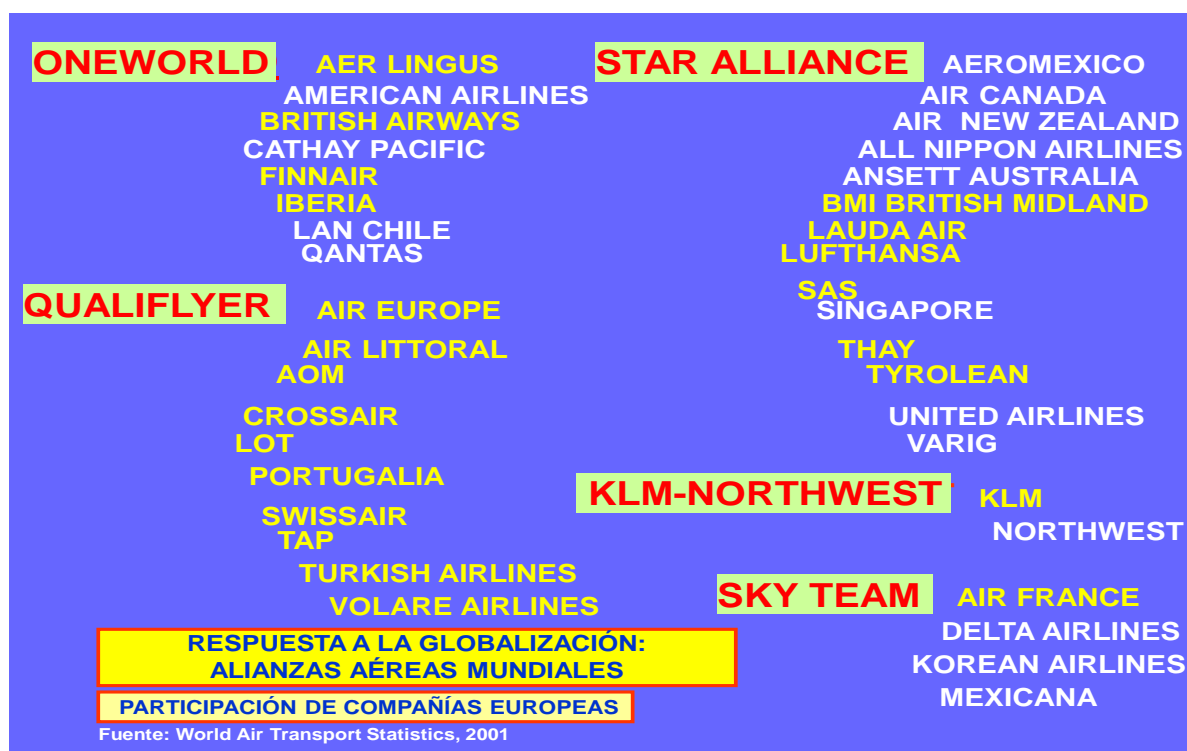 ONEWORLD
AER LINGUS
AMERICAN AIRLINES
BRITISH AIRWAYS
CATHAY PACIFIC
FINNAIR
IBERIA
LAN CHILE
QANTAS
QUALIFLYER
AIR EUROPE
AIR LITTORAL
AOM
CROSSAIR
LOT
PORTUGALIA
SWISSAIR
TAP
TURKISH AIRLINES
VOLARE AIRLINES
STAR ALLIANCE
AEROMEXICO
AIR CANADA
AIR NEW ZEALAND
ALL NIPPON AIRLINES
ANSETT AUSTRALIA
BMI BRITISH MIDLAND
LAUDA AIR
LUFTHANSA
SAS
SINGAPORE
THAY
TYROLEAN
UNITED AIRLINES
VARIG
KLM-NORTHWEST
KLM
NORTHWEST
SKY TEAM
AIR FRANCE
DELTA AIRLINES
KOREAN AIRLINES
MEXICANA
RESPUESTA A LA GLOBALIZACIÓN:
ALIANZAS AÉREAS MUNDIALES
PARTICIPACIÓN DE COMPAÑÍAS EUROPEAS
Fuente: World Air Transport Statistics, 2001